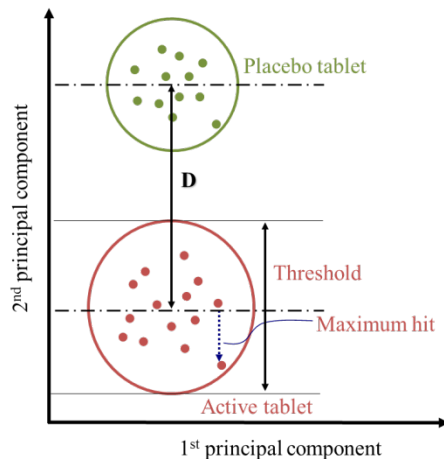 Placebo tablet
D
Threshold
Maximum hit
Active tablet
2nd principal component
1st principal component